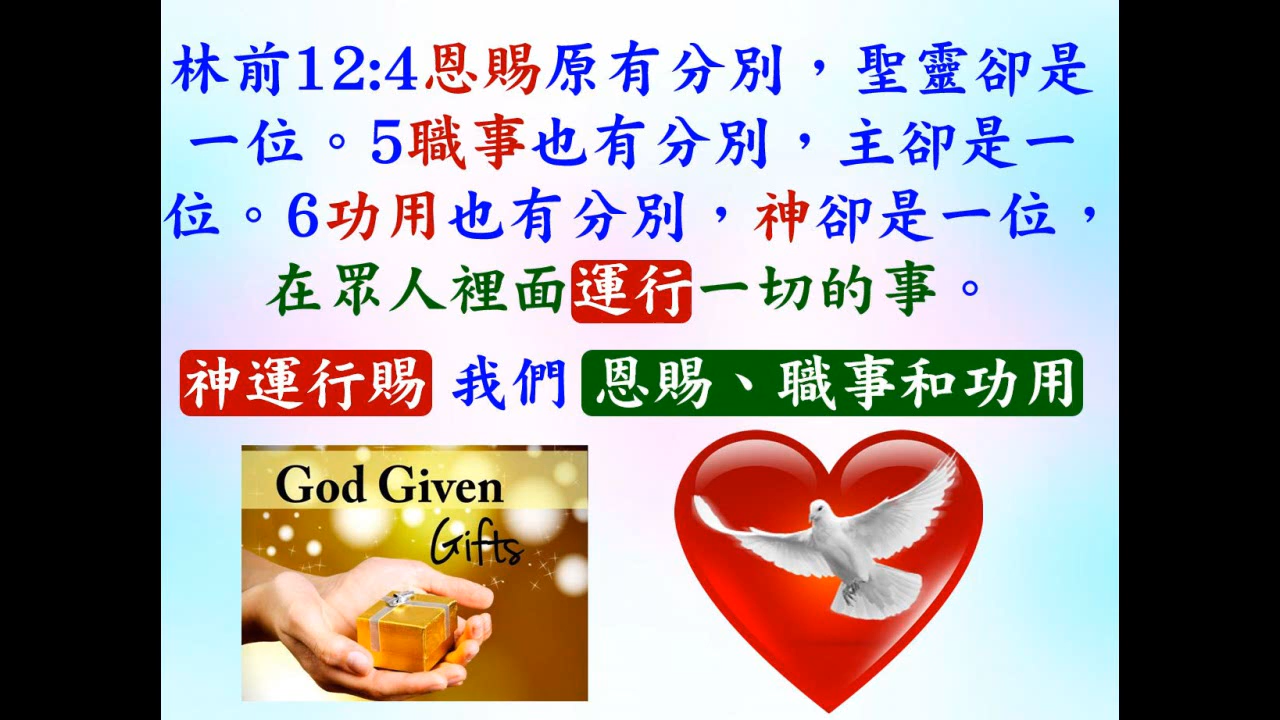 林前12:4恩賜原有分別，聖靈卻是
一位。5職事也有分別，主卻是一
位。6功用也有分別，神卻是一位，
在眾人裡面運行一切的事。
神運行賜 我們 恩賜、職事和功用
God Given
Gifts